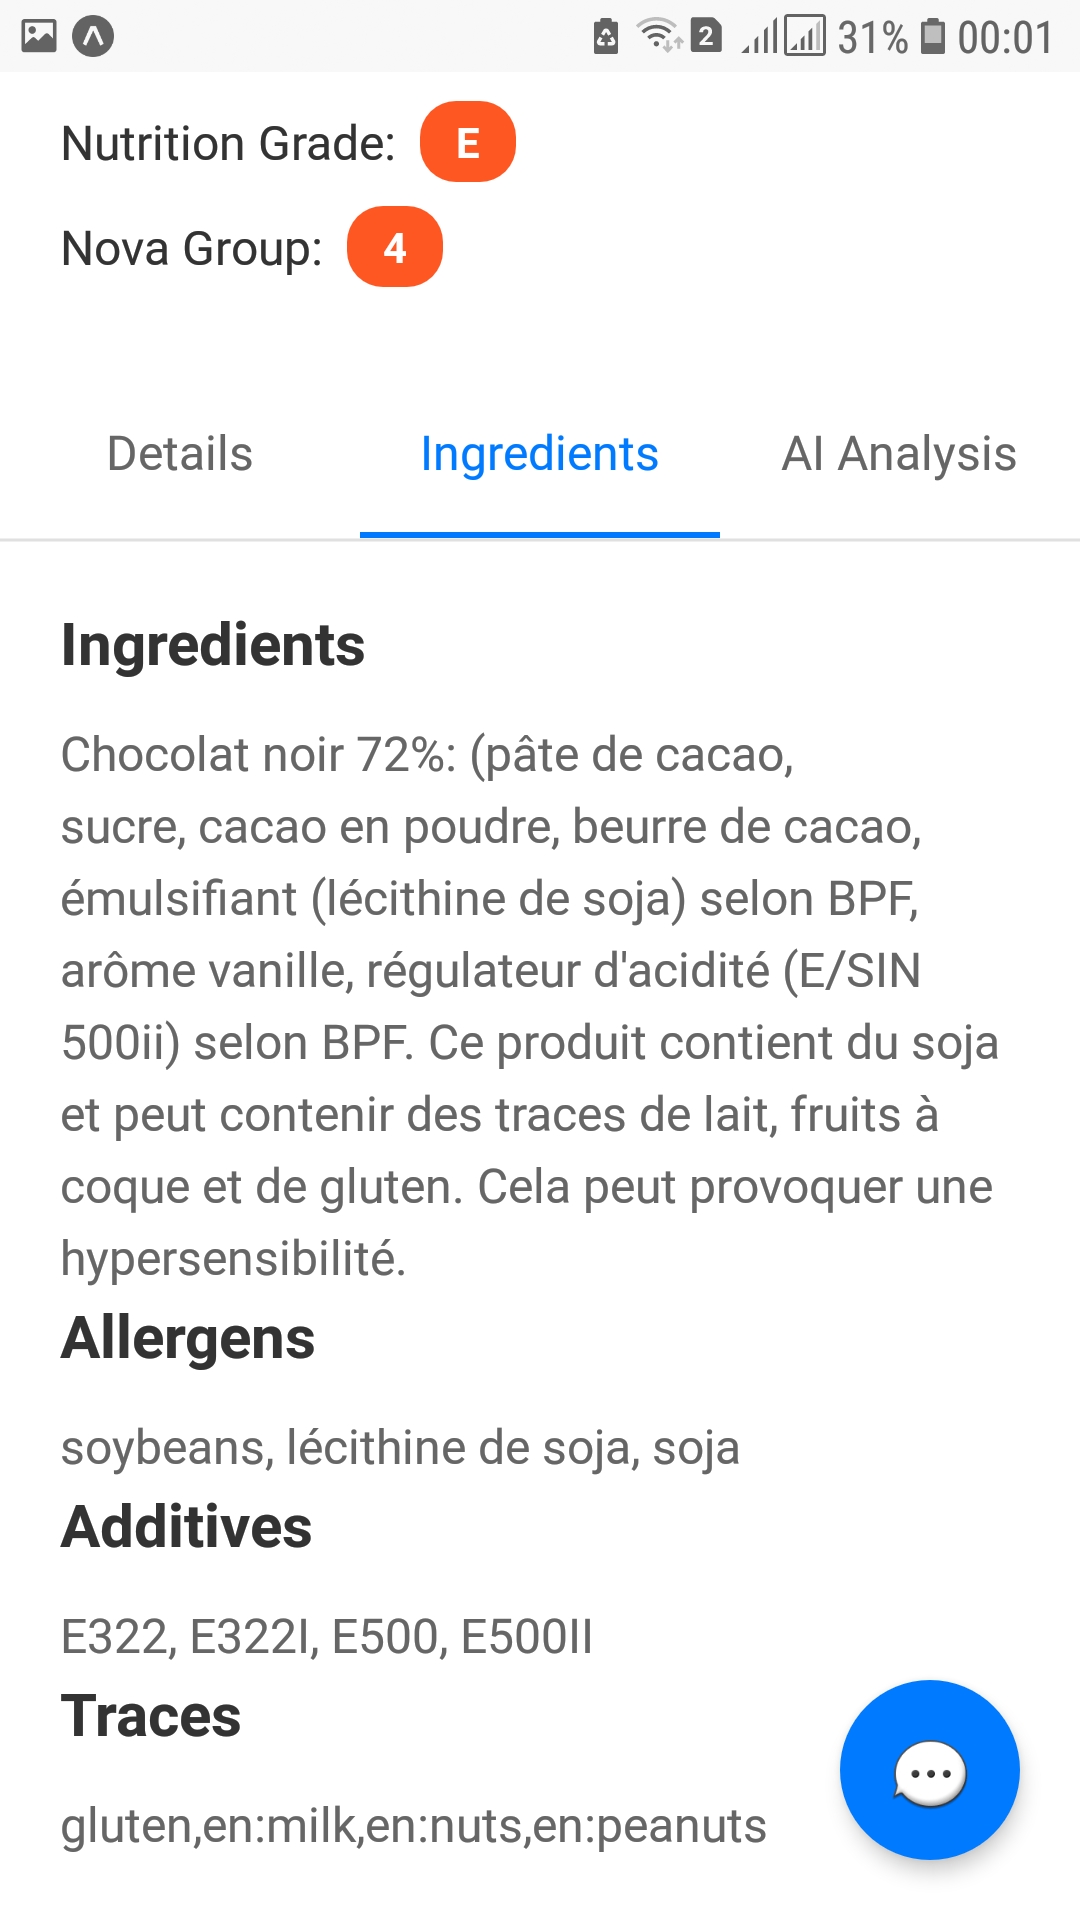 2 31% 00:01
Nutrition Grade: E
Nova Group: 4
Details Ingredients AI Analysis
Ingredients
Chocolat noir 72%: (pâte de cacao,
sucre, cacao en poudre, beurre de cacao,
émulsifiant (lécithine de soja) selon BPF,
arôme vanille, régulateur d'acidité (E/SIN
500ii) selon BPF. Ce produit contient du soja
et peut contenir des traces de lait, fruits à
coque et de gluten. Cela peut provoquer une
hypersensibilité.
Allergens
soybeans, lécithine de soja, soja
Additives
E322, E322I, E500, E500II
Traces
gluten,en:milk,en:nuts,en:peanuts